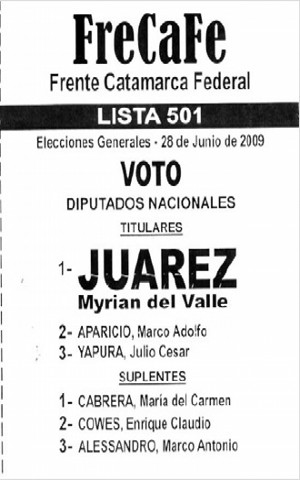 FreCaFe
Frente Catamarca Federal
LISTA 501
Elecciones Generales - 28 de Junio de 2009
VOTO
DIPUTADOS NACIONALES
TITULARES
1- JUAREZ
Myrian del Valle
2- APARICIO, Marco Adolfo
3- YAPURA, Julio Cesar
SUPLENTES
1- CABRERA, María del Carmen
2- COWES, Enrique Claudio
3- ALESSANDRO, Marco Antonio